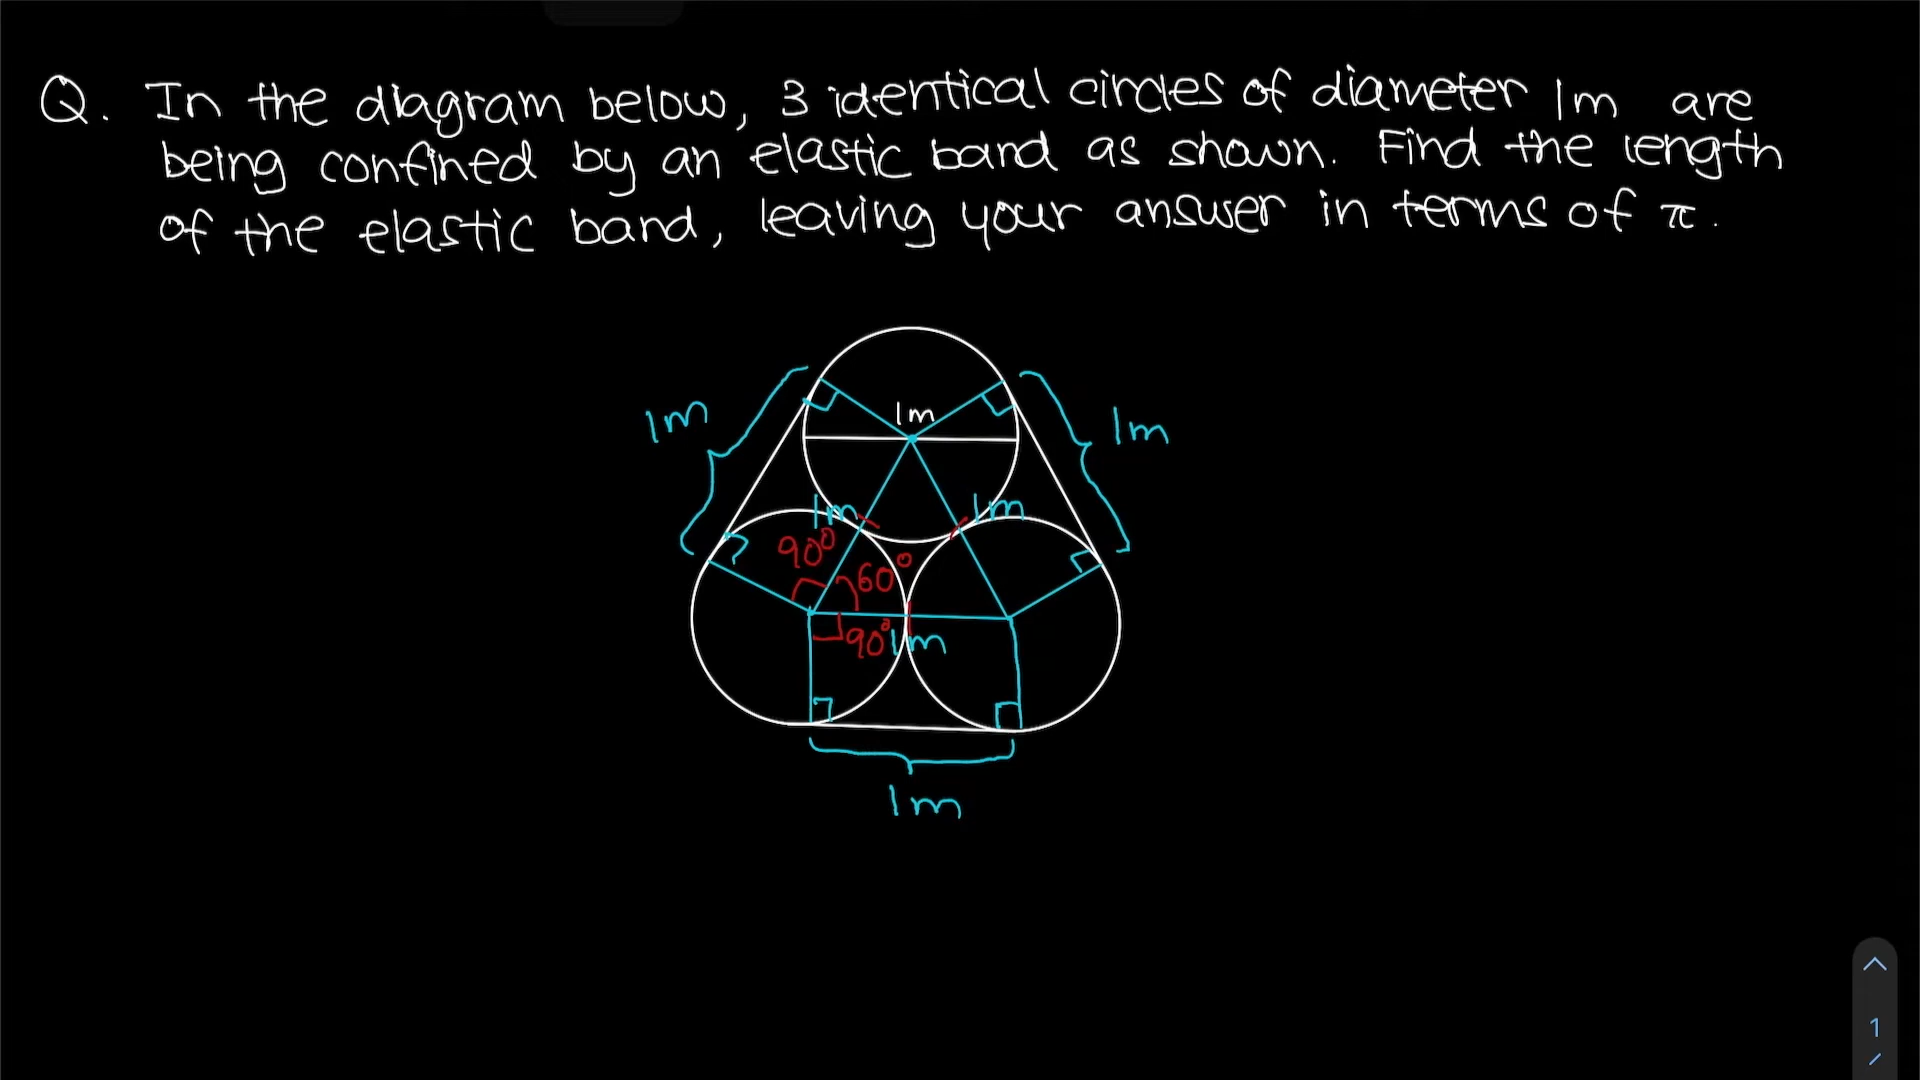 Q. In the diagram below, 3 identical circles of diameter 1m are
being confined by an elastic band as shown. Find the length
of the elastic band, leaving your answer in terms of π.
1m
1m
1m
1m
1m
90°
60°
90°
1m
1m
1